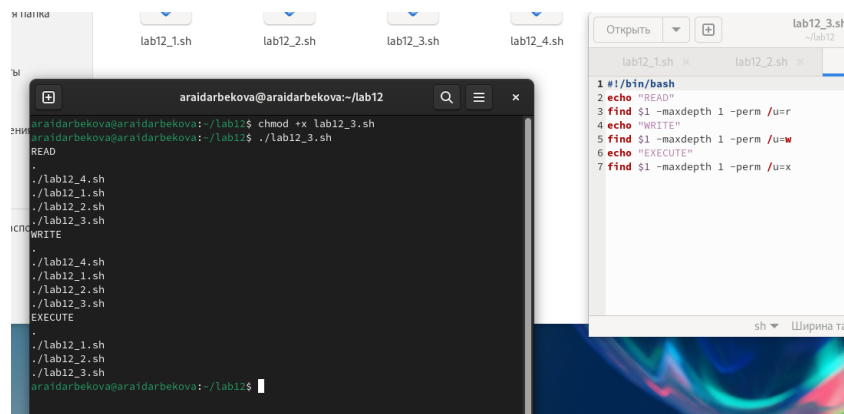 я папка
lab12_1.sh
lab12_2.sh
lab12_3.sh
lab12_4.sh
ты
araidarbekova@araidarbekova:~/lab12
araidarbekova@araidarbekova:~/lab12$ chmod +x lab12_3.sh
araidarbekova@araidarbekova:~/lab12$ ./lab12_3.sh
READ
.
./lab12_4.sh
./lab12_1.sh
./lab12_2.sh
./lab12_3.sh
WRITE
.
./lab12_4.sh
./lab12_1.sh
./lab12_2.sh
./lab12_3.sh
EXECUTE
.
./lab12_1.sh
./lab12_2.sh
./lab12_3.sh
araidarbekova@araidarbekova:~/lab12$
Открыть
lab12_3.sh
~/lab12
lab12_1.sh
lab12_2.sh
1 #!/bin/bash
2 echo "READ"
3 find $1 -maxdepth 1 -perm /u=r
4 echo "WRITE"
5 find $1 -maxdepth 1 -perm /u=w
6 echo "EXECUTE"
7 find $1 -maxdepth 1 -perm /u=x
sh
Ширина та